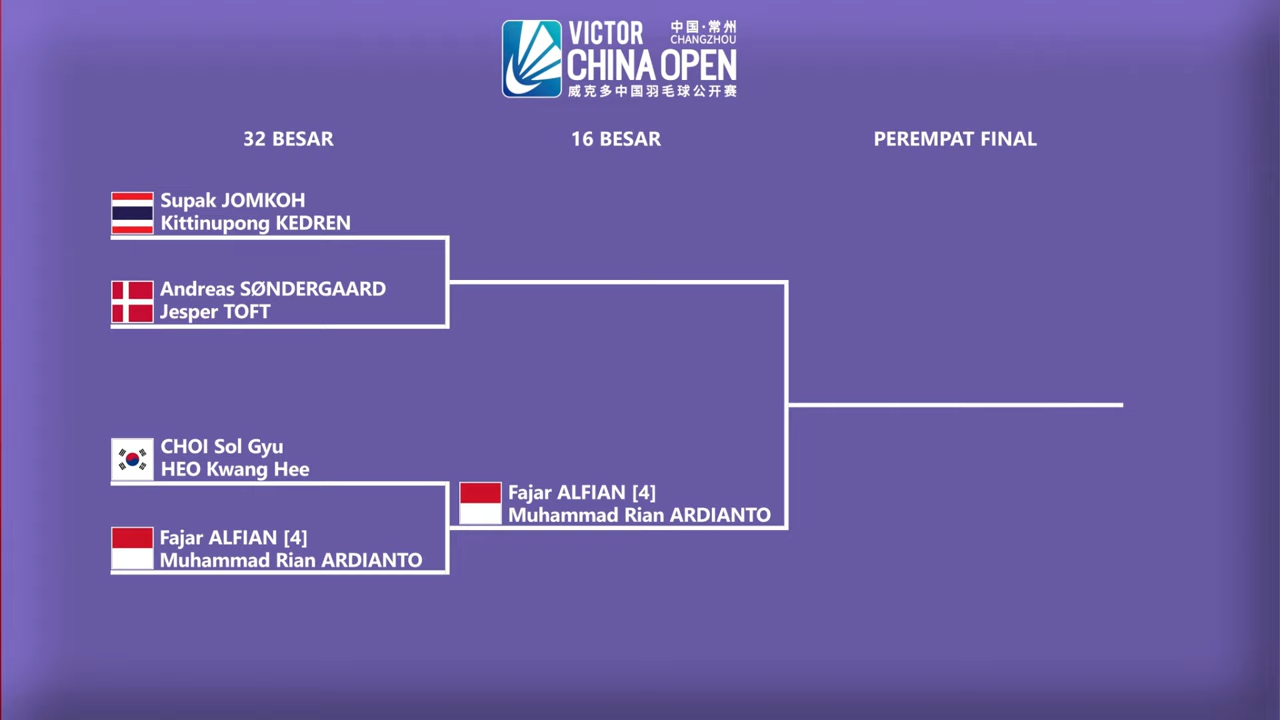 VICTOR
中国·常州
CHANGZHOU
CHINA OPEN
威克多中国羽毛球公开赛
32 BESAR
16 BESAR
PEREMPAT FINAL
Supak JOMKOH
Kittinupong KEDREN
Andreas SØNDERGAARD
Jesper TOFT
CHOI Sol Gyu
HEO Kwang Hee
Fajar ALFIAN [4]
Muhammad Rian ARDIANTO
Fajar ALFIAN [4]
Muhammad Rian ARDIANTO